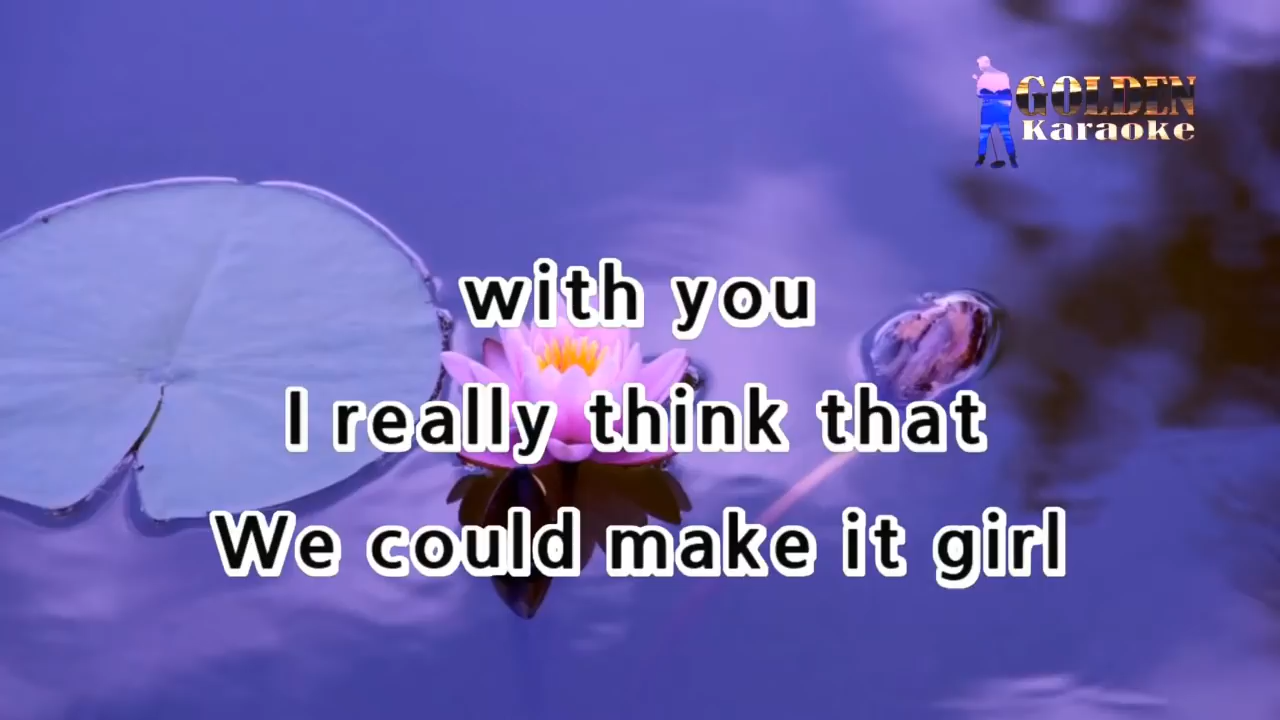 GOLDEN
Karaoke
with you
I really think that
We could make it girl